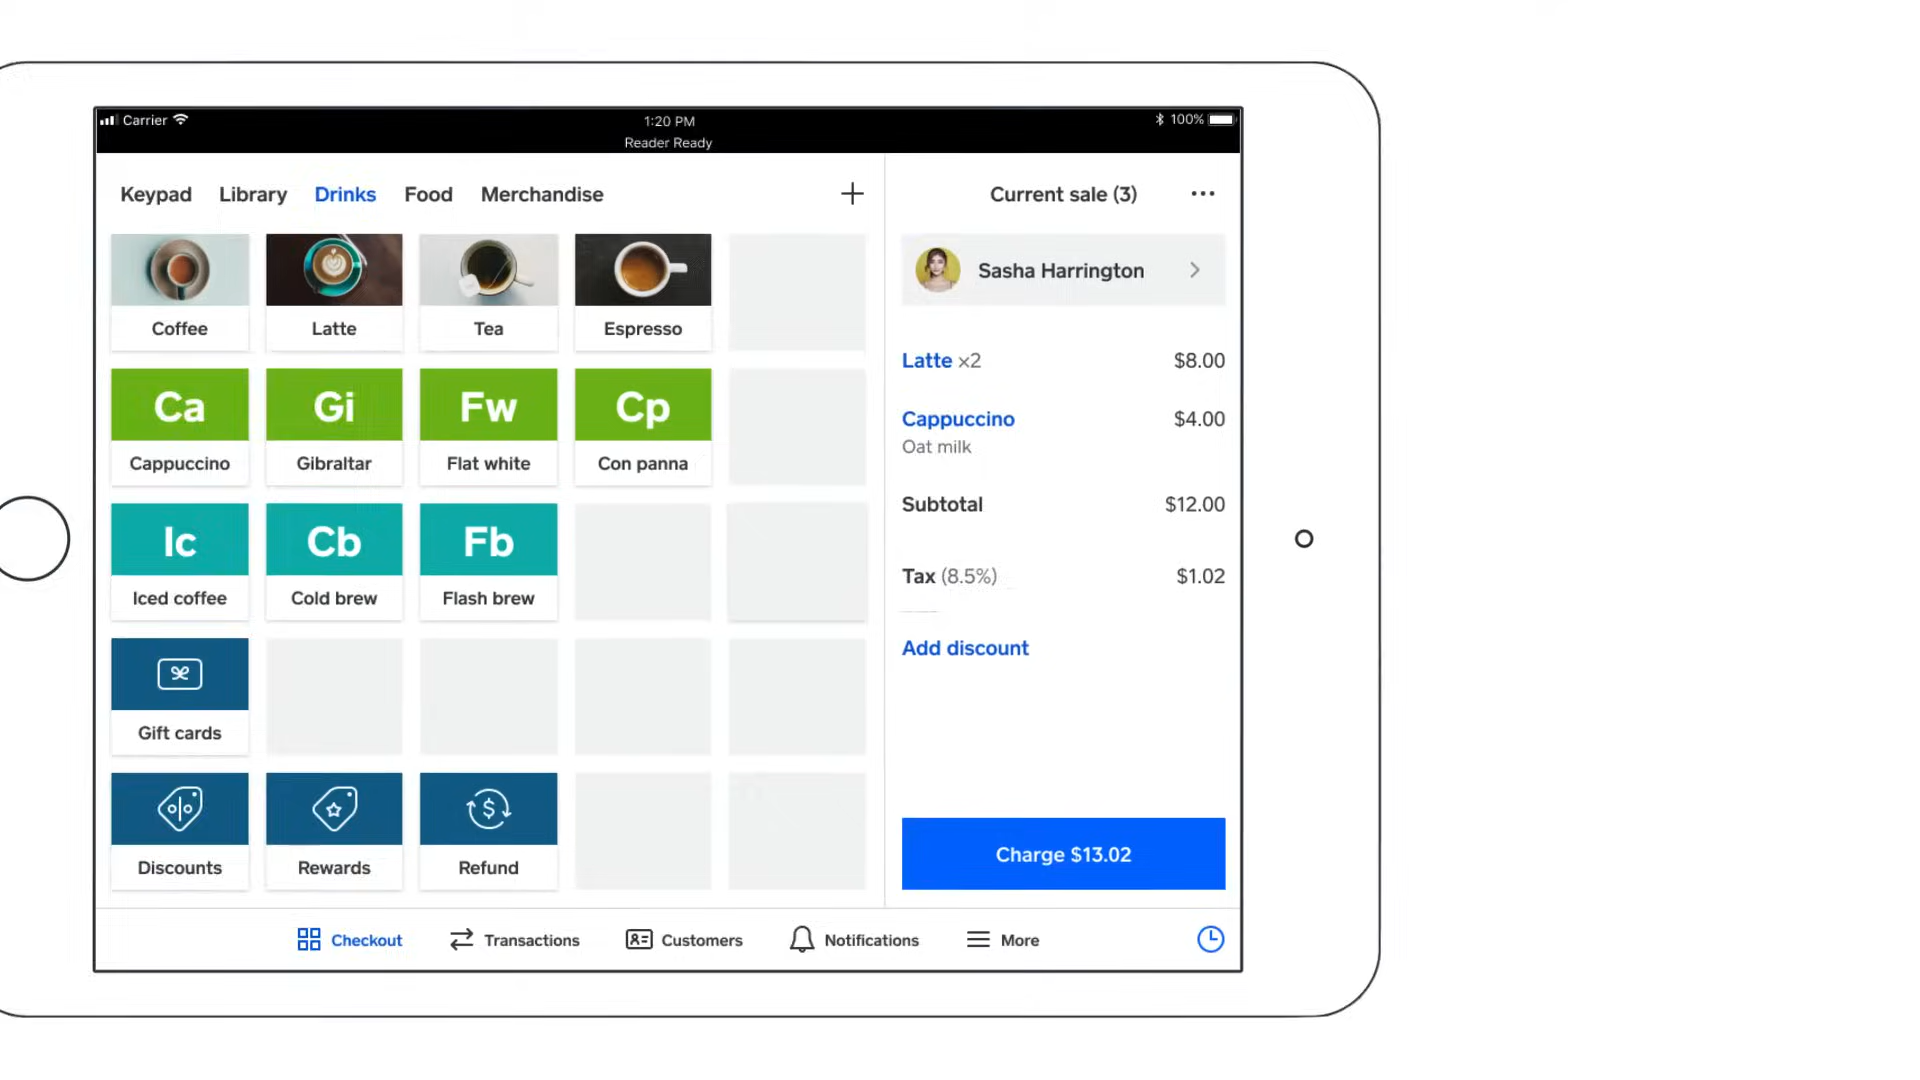 Carrier
1:20 PM
100%
Reader Ready
Keypad Library Drinks Food Merchandise
Current sale (3)
Sasha Harrington
Coffee Latte Tea Espresso
Latte x2 $8.00
Ca Gi Fw Cp
Cappuccino Gibraltar Flat white Con panna
Cappuccino $4.00
Oat milk
Subtotal $12.00
Ic Cb Fb
Iced coffee Cold brew Flash brew
Tax (8.5%) $1.02
Add discount
Gift cards
Discounts Rewards Refund
Charge $13.02
Checkout Transactions Customers Notifications More